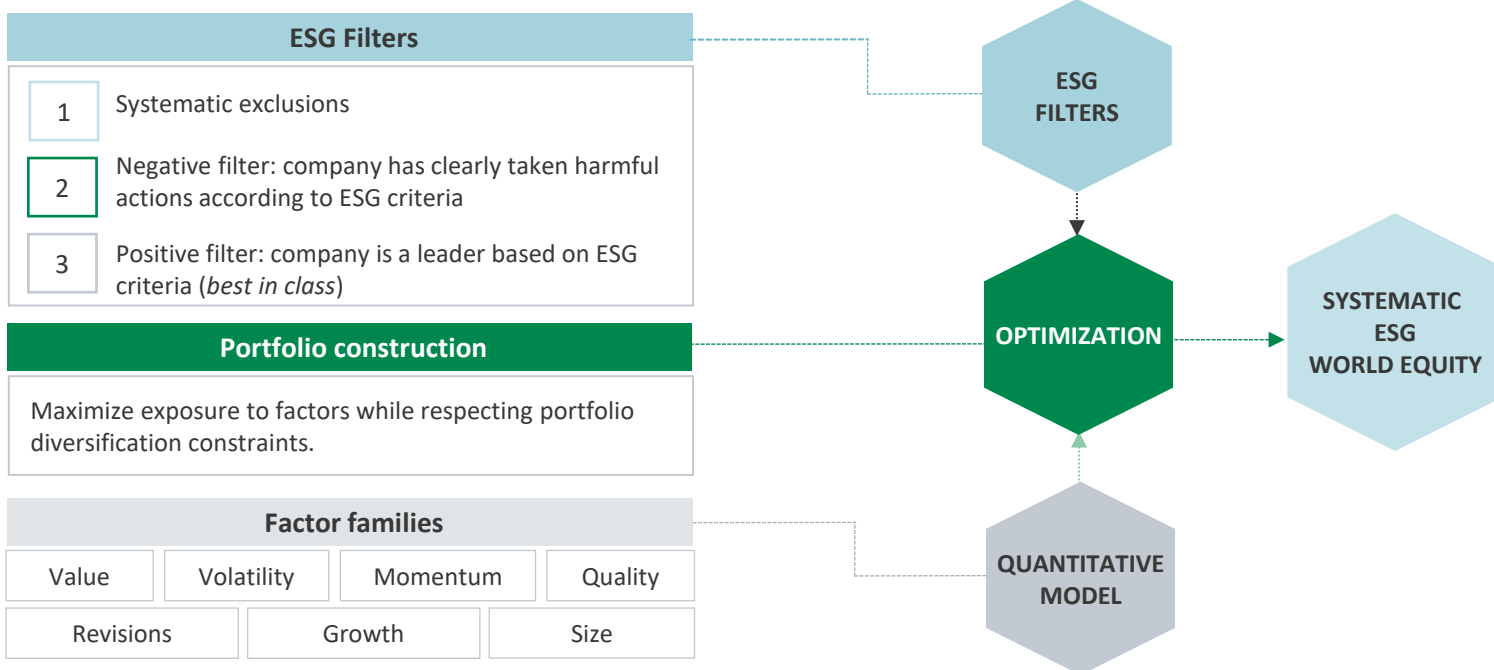 ESG Filters
1
Systematic exclusions
2
Negative filter: company has clearly taken harmful
actions according to ESG criteria
3
Positive filter: company is a leader based on ESG
criteria (best in class)
Portfolio construction
Maximize exposure to factors while respecting portfolio
diversification constraints.
Factor families
Value
Volatility
Momentum
Quality
Revisions
Growth
Size
ESG
FILTERS
OPTIMIZATION
QUANTITATIVE
MODEL
SYSTEMATIC
ESG
WORLD EQUITY